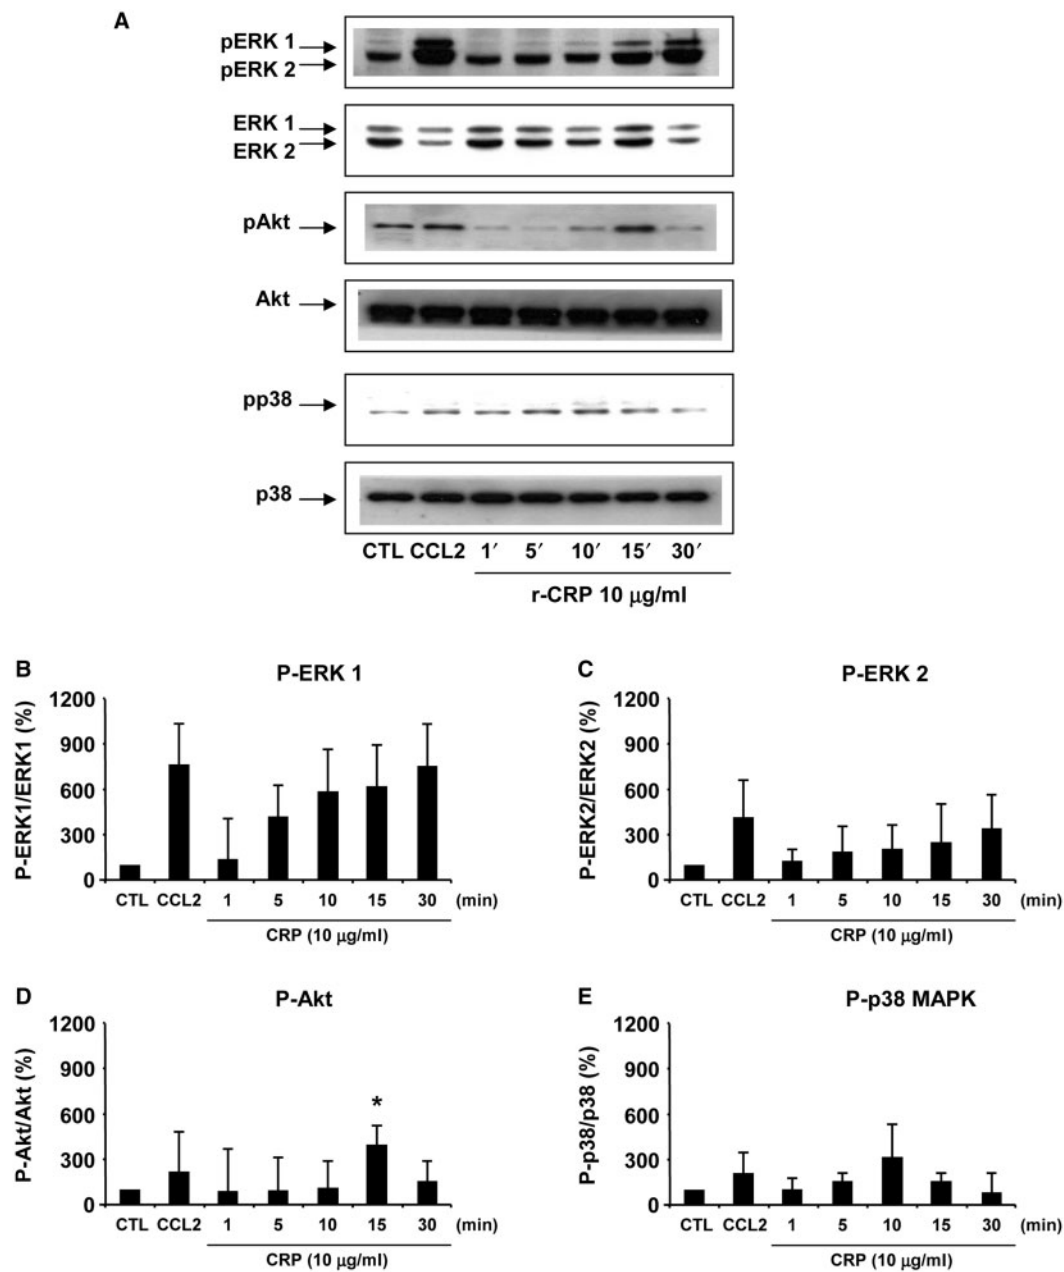 A
pERK 1
pERK 2
ERK 1
ERK 2
pAkt
Akt
pp38
p38
CTL CCL2 1′ 5′ 10′ 15′ 30′
r-CRP 10 µg/ml
B
P-ERK 1
P-ERK1/ERK1 (%)
1200
900
600
300
0
CTL CCL2 1 5 10 15 30 (min)
CRP (10 µg/ml)
C
P-ERK 2
P-ERK2/ERK2 (%)
1200
900
600
300
0
CTL CCL2 1 5 10 15 30 (min)
CRP (10 µg/ml)
D
P-Akt
P-Akt/Akt (%)
1200
900
600
300
0
*
CTL CCL2 1 5 10 15 30 (min)
CRP (10 µg/ml)
E
P-p38 MAPK
P-p38/p38 (%)
1200
900
600
300
0
CTL CCL2 1 5 10 15 30 (min)
CRP (10 µg/ml)